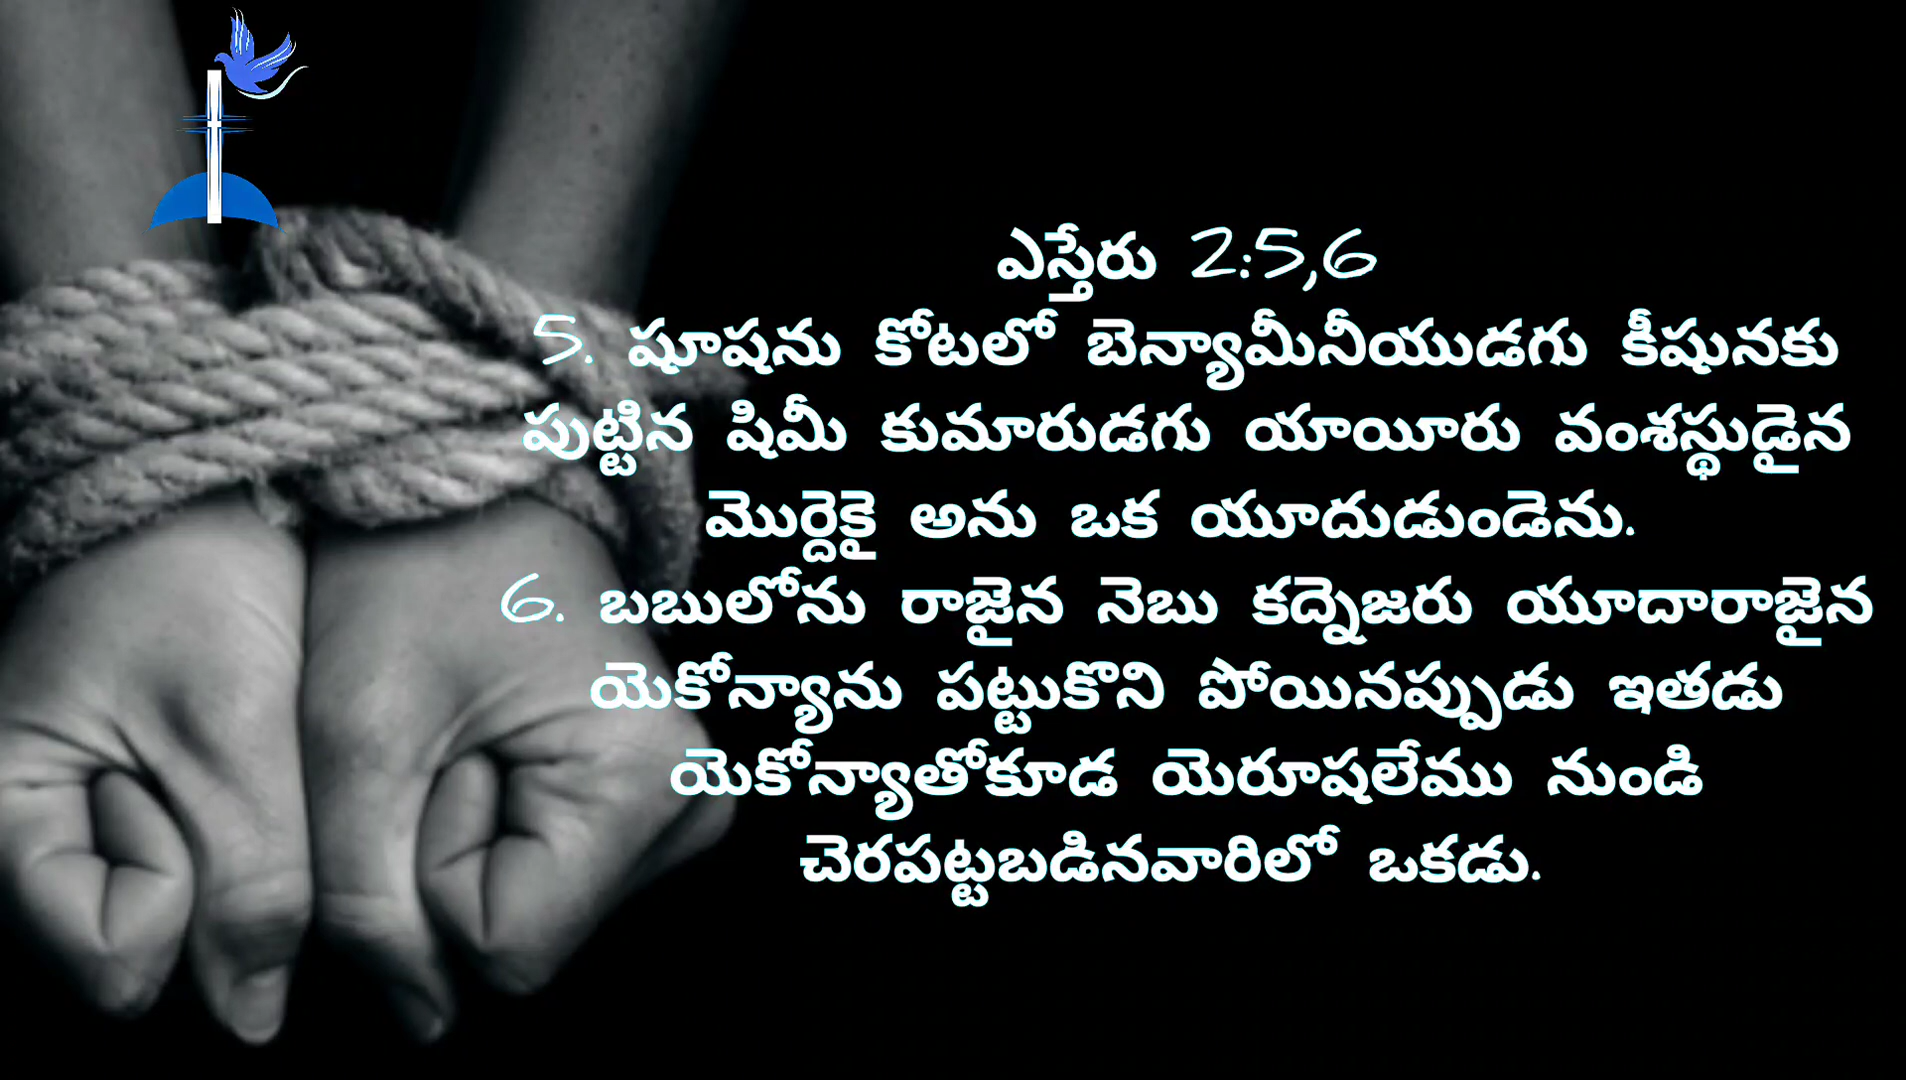 ఎస్తేరు 2:5,6
5. షూషను కోటలో బెన్యామీనీయుడగు కీషునకు
పుట్టిన షిమీ కుమారుడగు యాయీరు వంశస్థుడైన
మొర్దెకై అను ఒక యూదుడుండెను.
6. బబులోను రాజైన నెబు కద్నెజరు యూదారాజైన
యెకోన్యాను పట్టుకొని పోయినప్పుడు ఇతడు
యెకోన్యాతోకూడ యెరూషలేము నుండి
చెరపట్టబడినవారిలో ఒకడు.